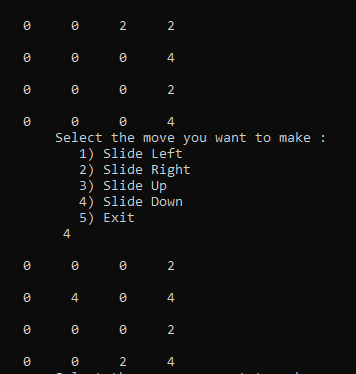 0 0 2 2
0 0 0 4
0 0 0 2
0 0 0 4
Select the move you want to make :
1) Slide Left
2) Slide Right
3) Slide Up
4) Slide Down
5) Exit
4
0 0 0 2
0 4 0 4
0 0 0 2
0 0 2 4